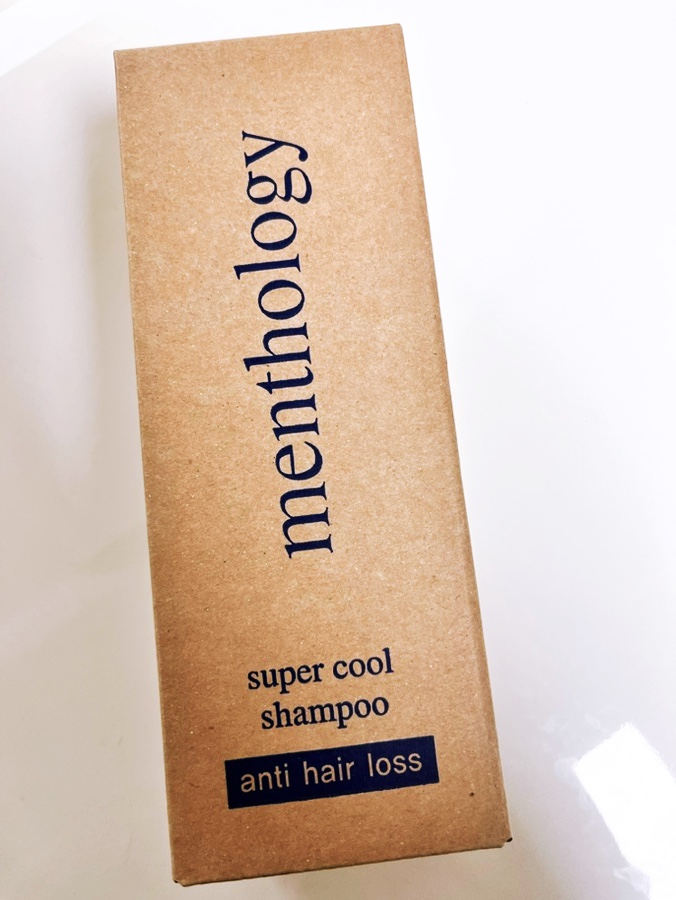 menthology
super cool
shampoo
anti hair loss